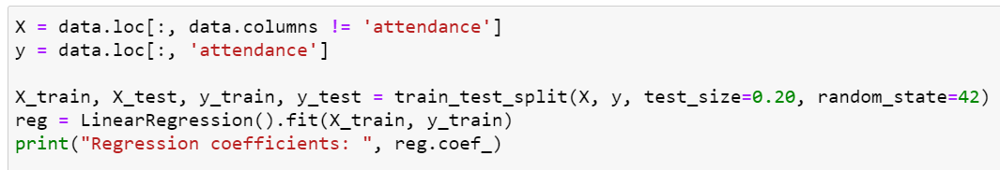 X = data.loc[:, data.columns != 'attendance']
y = data.loc[:, 'attendance']
X_train, X_test, y_train, y_test = train_test_split(X, y, test_size=0.20, random_state=42)
reg = LinearRegression().fit(X_train, y_train)
print("Regression coefficients: ", reg.coef_)